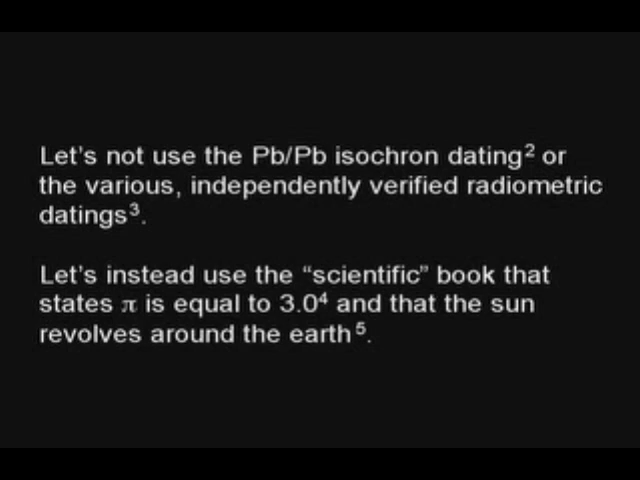 Let's not use the Pb/Pb isochron dating² or
the various, independently verified radiometric
datings³.
Let's instead use the “scientific” book that
states π is equal to 3.0⁴ and that the sun
revolves around the earth⁵.